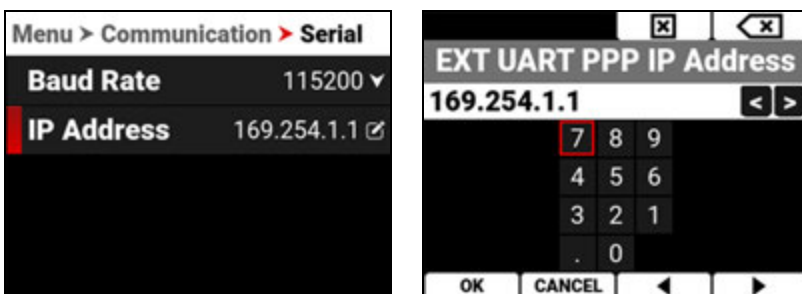 Menu > Communication > Serial
Baud Rate 115200
IP Address 169.254.1.1
EXT UART PPP IP Address
169.254.1.1 < >
7 8 9
4 5 6
3 2 1
. 0
OK CANCEL